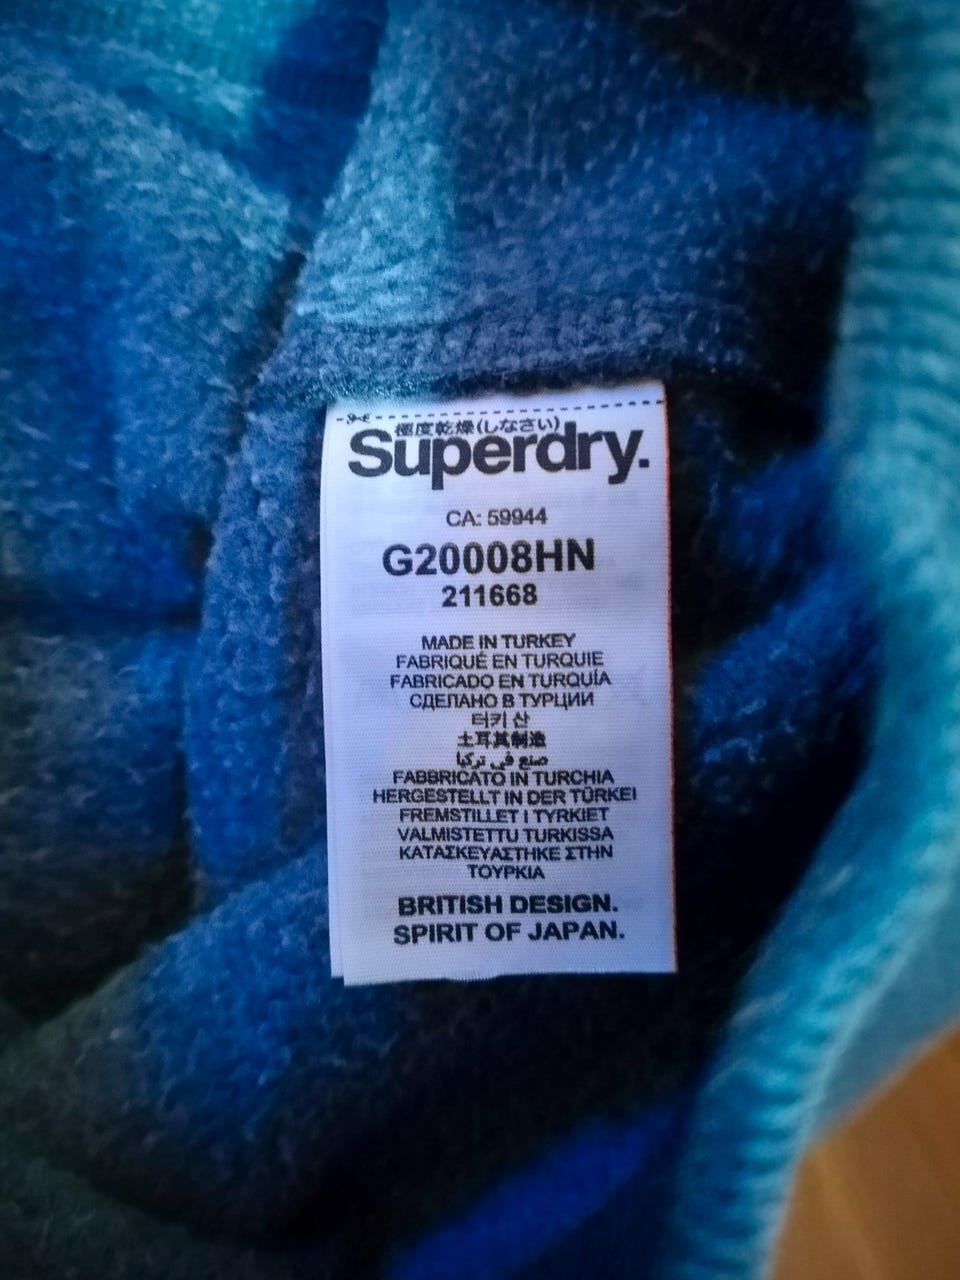 極度乾燥(しなさい)
Superdry.
CA: 59944
G20008HN
211668
MADE IN TURKEY
FABRIQUÉ EN TURQUIE
FABRICADO EN TURQUÍA
СДЕЛАНО В ТУРЦИИ
터키 산
土耳其制造
صنع في تركيا
FABBRICATO IN TURCHIA
HERGESTELLT IN DER TÜRKEI
FREMSTILLET I TYRKIET
VALMISTETTU TURKISSA
ΚΑΤΑΣΚΕΥΑΣΤΗΚΕ ΣΤΗΝ
ΤΟΥΡΚΙΑ
BRITISH DESIGN.
SPIRIT OF JAPAN.